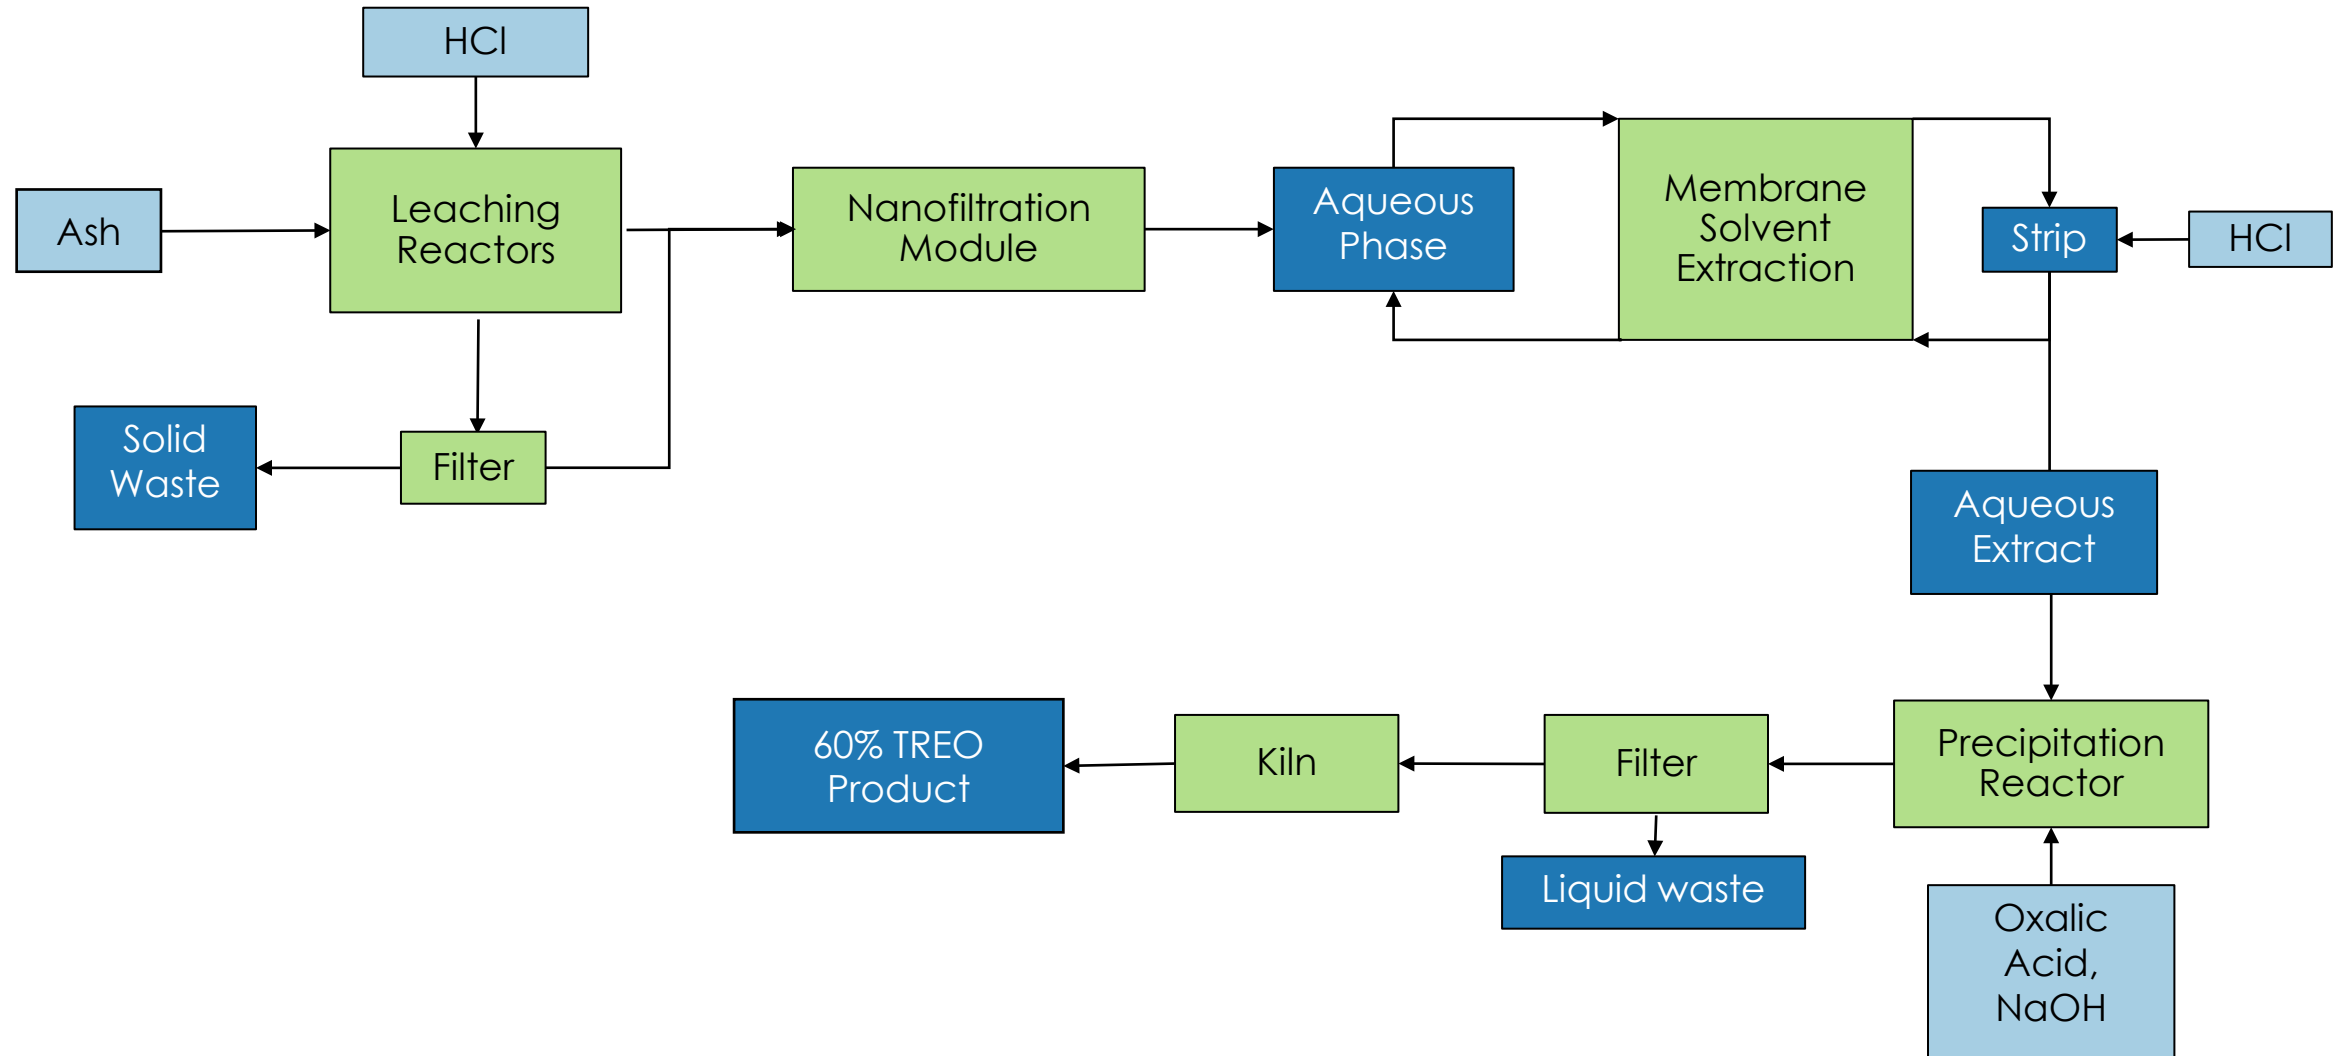 HCl
Ash
Leaching
Reactors
Nanofiltration
Module
Aqueous
Phase
Membrane
Solvent
Extraction
Strip
HCl
Solid
Waste
Filter
Aqueous
Extract
60% TREO
Product
Kiln
Filter
Precipitation
Reactor
Liquid waste
Oxalic
Acid,
NaOH